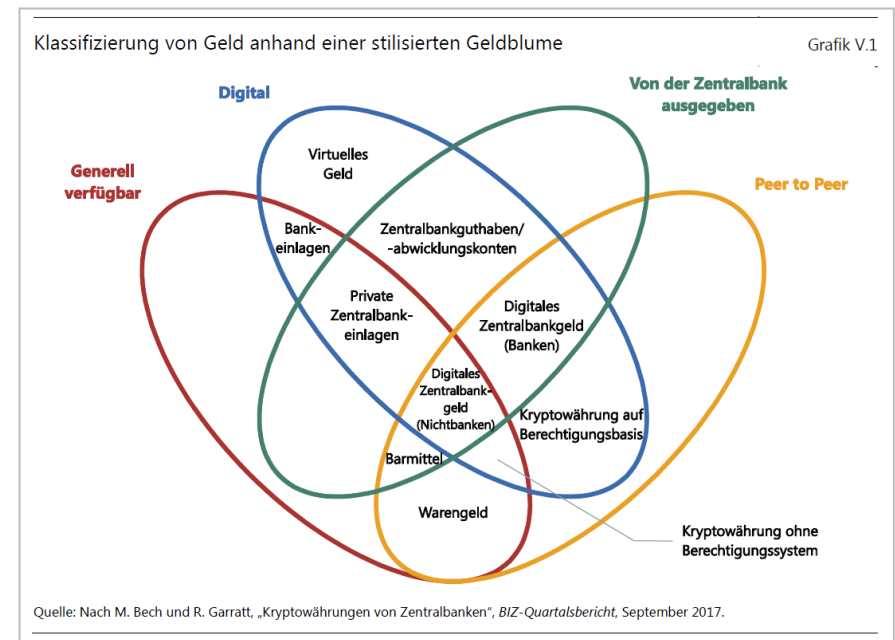 Klassifizierung von Geld anhand einer stilisierten Geldblume
Grafik V.1
Digital
Von der Zentralbank
ausgegeben
Generell
verfügbar
Peer to Peer
Virtuelles
Geld
Bank-
einlagen
Zentralbankguthaben/
-abwicklungskonten
Private
Zentralbank-
einlagen
Digitales
Zentralbankgeld
(Banken)
Digitales
Zentralbank-
geld
(Nichtbanken)
Kryptowährung auf
Berechtigungsbasis
Barmittel
Warengeld
Kryptowährung ohne
Berechtigungssystem
Quelle: Nach M. Bech und R. Garratt, „Kryptowährungen von Zentralbanken“, BIZ-Quartalsbericht, September 2017.